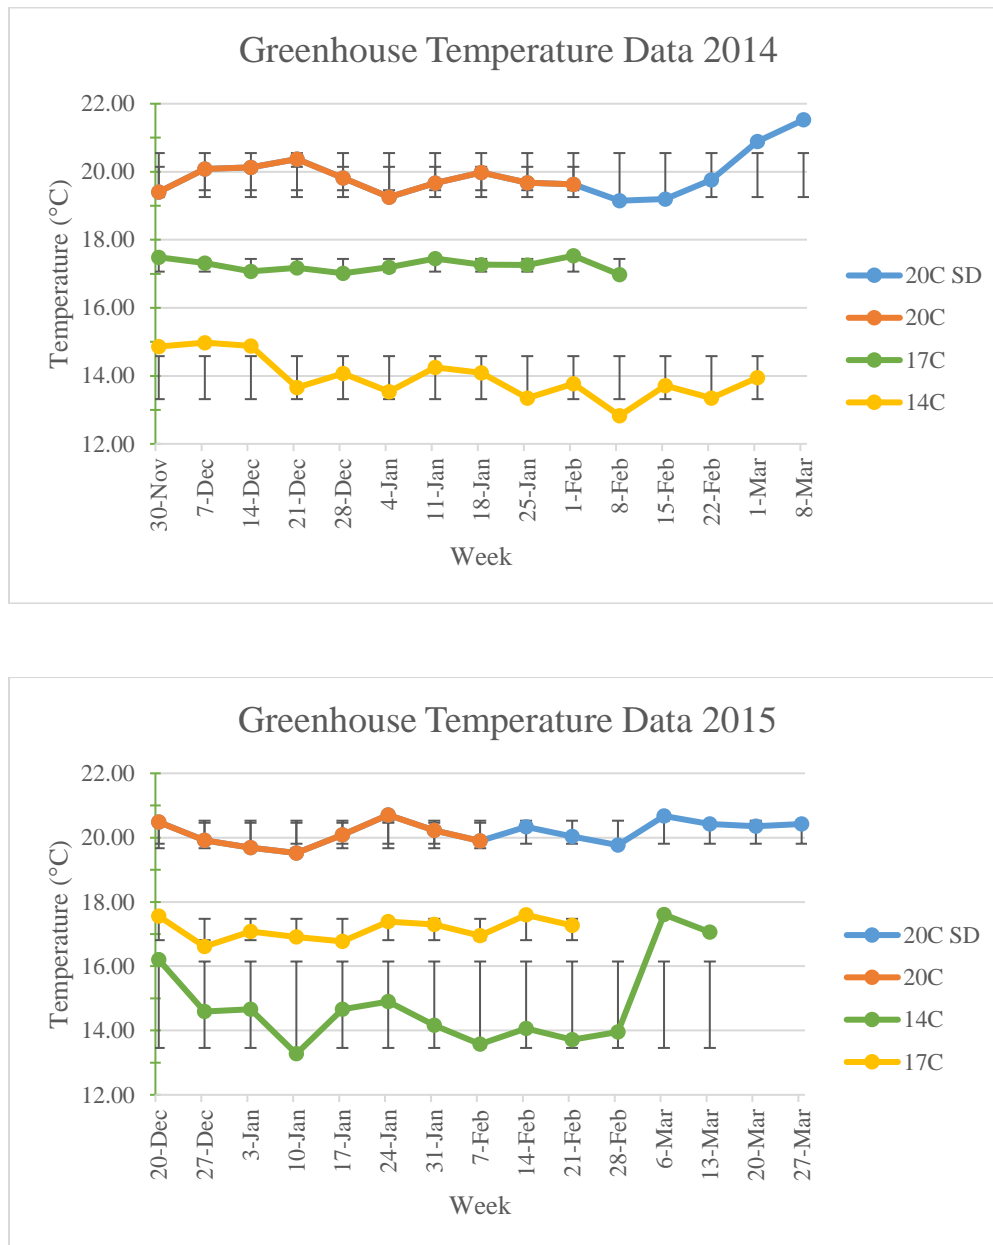 Greenhouse Temperature Data 2014
22.00
20.00
18.00
16.00
14.00
12.00
Temperature (°C)
30-Nov
7-Dec
14-Dec
21-Dec
28-Dec
4-Jan
11-Jan
18-Jan
25-Jan
1-Feb
8-Feb
15-Feb
22-Feb
1-Mar
8-Mar
Week
20C SD
20C
17C
14C
Greenhouse Temperature Data 2015
22.00
20.00
18.00
16.00
14.00
12.00
Temperature (°C)
20-Dec
27-Dec
3-Jan
10-Jan
17-Jan
24-Jan
31-Jan
7-Feb
14-Feb
21-Feb
28-Feb
6-Mar
13-Mar
20-Mar
27-Mar
Week
20C SD
20C
14C
17C